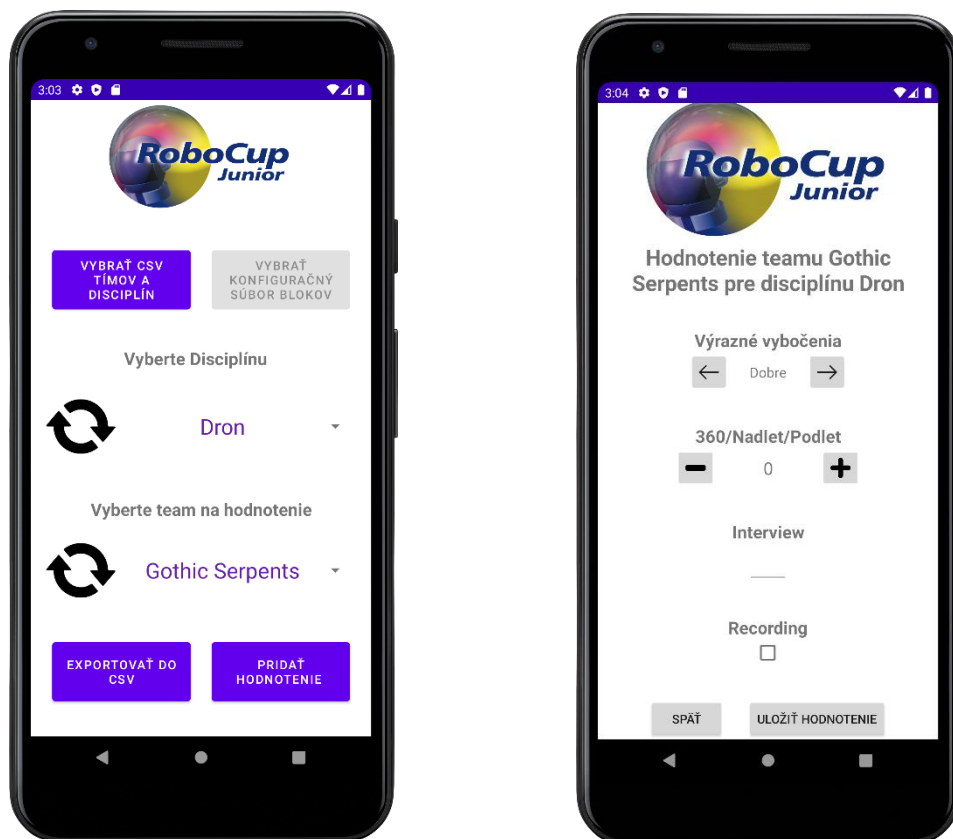 3:03
RoboCup
Junior
VYBRAŤ CSV
TÍMOV A
DISCIPLÍN
VYBRAŤ
KONFIGURAČNÝ
SÚBOR BLOKOV
Vyberte Disciplínu
Dron
Vyberte team na hodnotenie
Gothic Serpents
EXPORTOVAŤ DO
CSV
PRIDAŤ
HODNOTENIE
3:04
RoboCup
Junior
Hodnotenie teamu Gothic
Serpents pre disciplínu Dron
Výrazné vybočenia
Dobre
360/Nadlet/Podlet
0
Interview
Recording
SPÄŤ
ULOŽIŤ HODNOTENIE